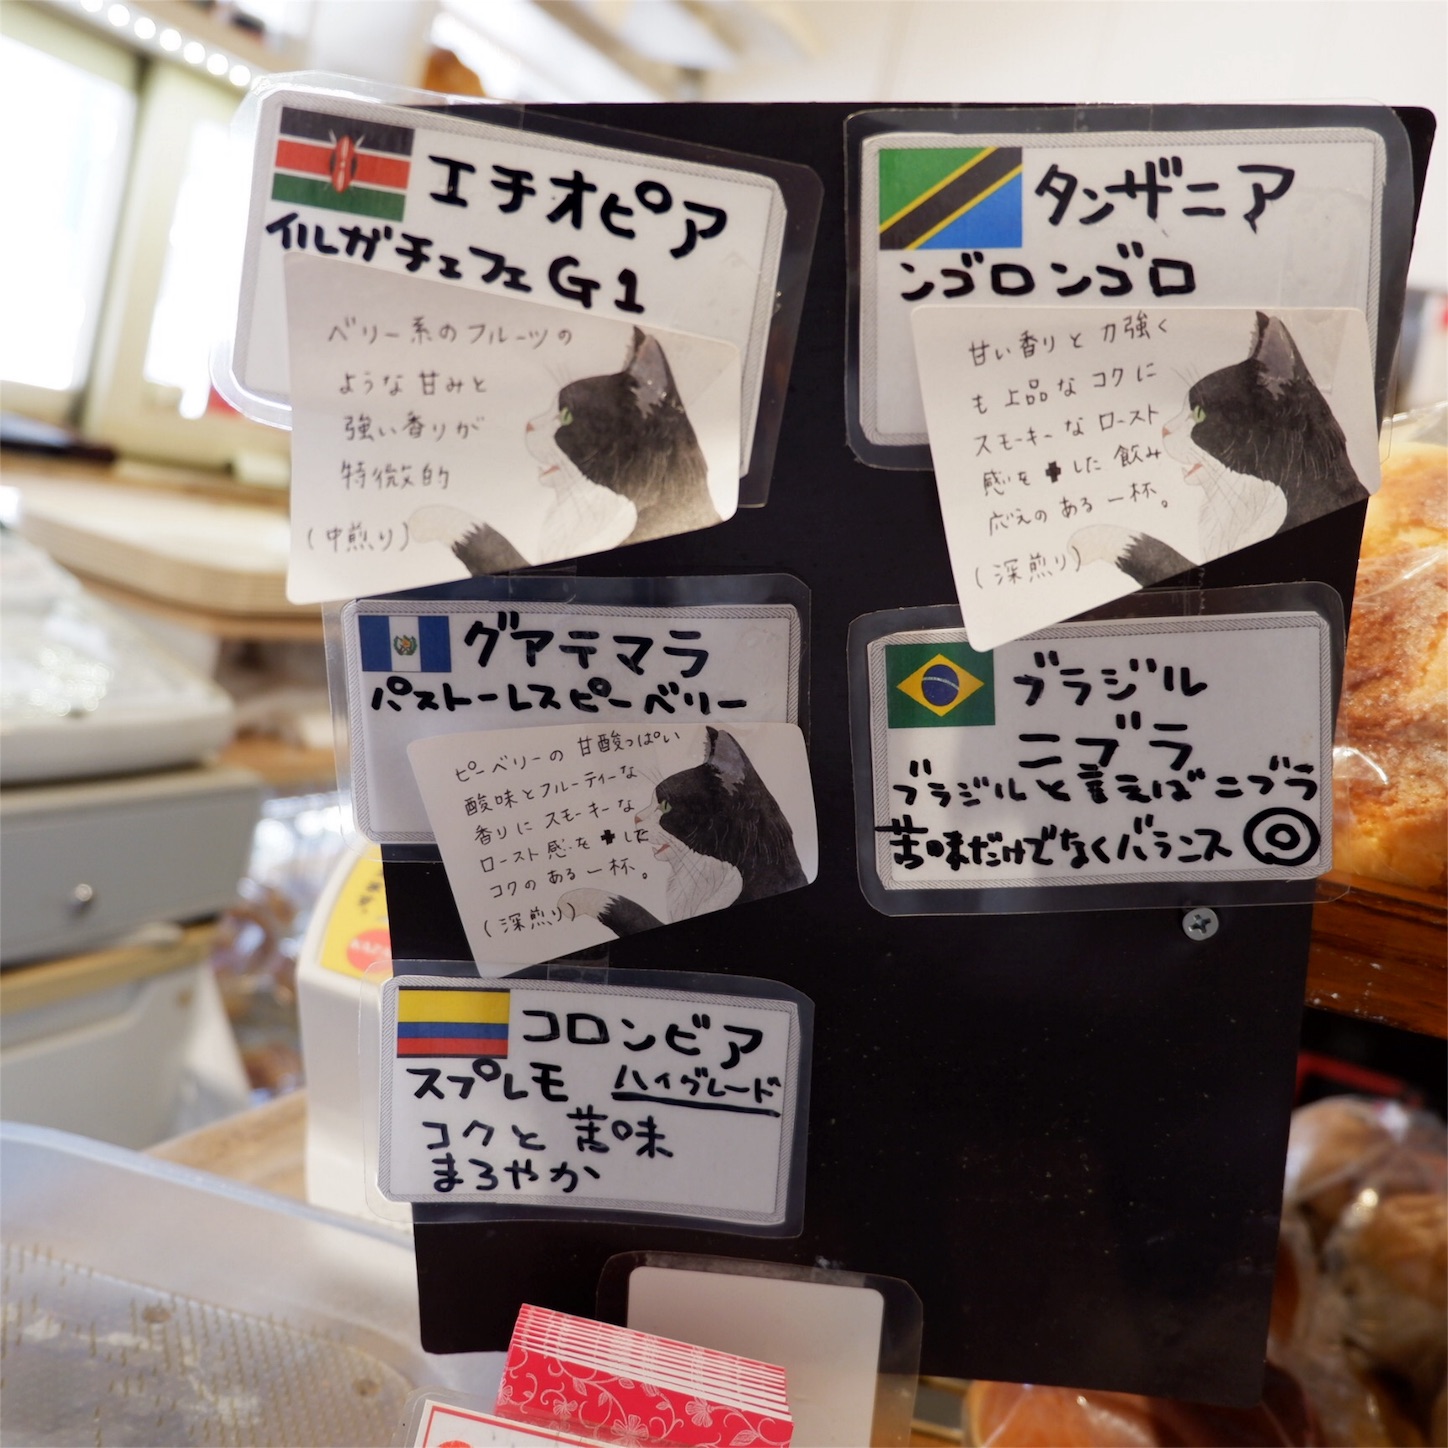 エチオピア
イルガチェフェG1
ベリー系のフルーツの
ような甘みと
強い香りが
特徴的
(中煎り)
タンザニア
ンゴロンゴロ
甘い香りと力強く
も上品なコクに
スモーキーなロースト
感を✚した飲み
応えのある一杯。
(深煎り)
グアテマラ
パストーレスピーベリー
ピーベリーの甘酸っぱい
酸味とフルーティーな
香りにスモーキーな
ロースト感を✚した
コクのある一杯。
(深煎り)
ブラジル
ニブラ
ブラジルと言えばニブラ
苦味だけでなくバランス◎
コロンビア
スプレモ ハイグレード
コクと苦味
まろやか